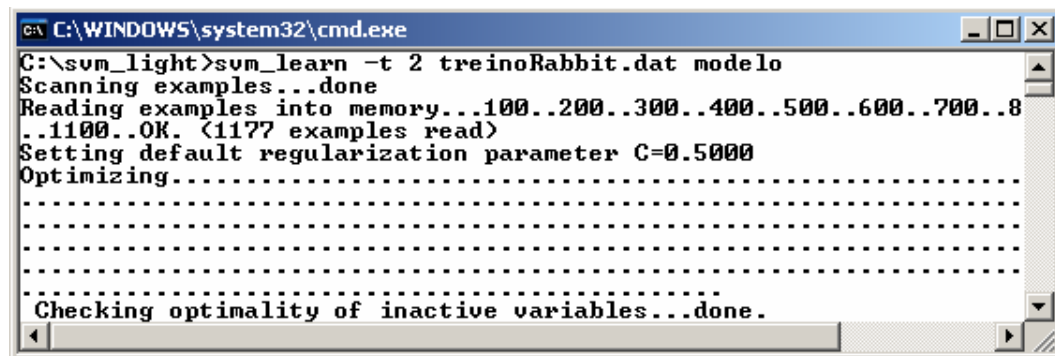 C:\WINDOWS\system32\cmd.exe
C:\svm_light>svm_learn -t 2 treinoRabbit.dat modelo
Scanning examples...done
Reading examples into memory...100..200..300..400..500..600..700..8
..1100..OK. (1177 examples read)
Setting default regularization parameter C=0.5000
Optimizing....................................................................
................................................................................
................................................................................
................................................................................
................................................................................
........................................................
 Checking optimality of inactive variables...done.